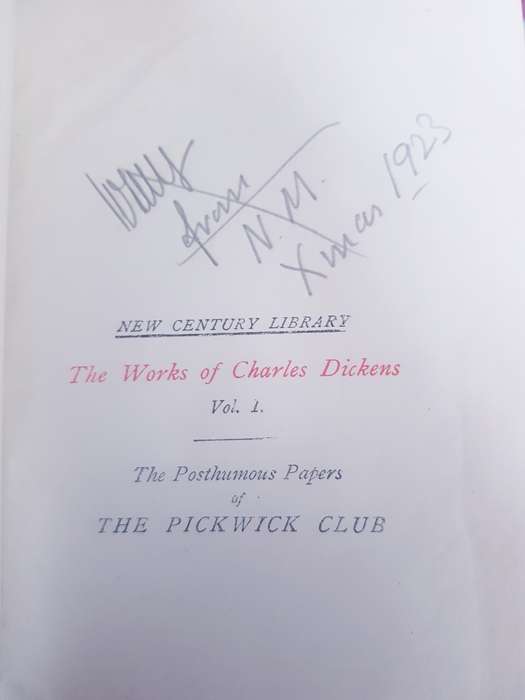 from
N. M.
Xmas 1923
NEW CENTURY LIBRARY
The Works of Charles Dickens
Vol. 1.
The Posthumous Papers
of
THE PICKWICK CLUB